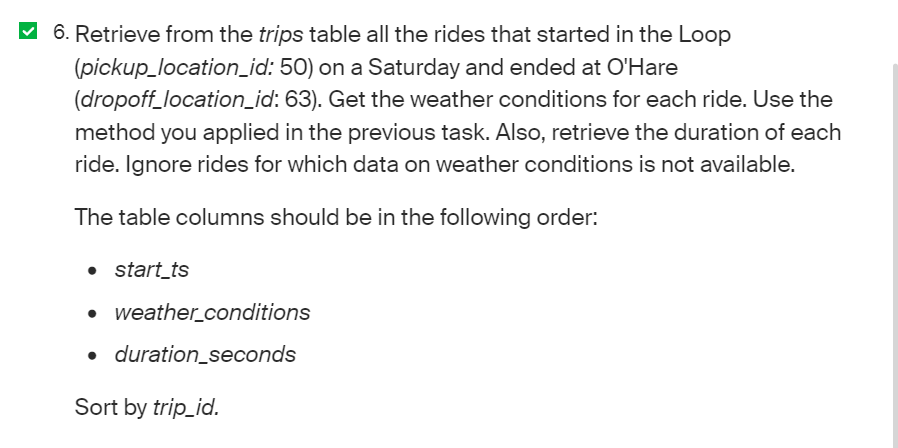 6. Retrieve from the trips table all the rides that started in the Loop
(pickup_location_id: 50) on a Saturday and ended at O'Hare
(dropoff_location_id: 63). Get the weather conditions for each ride. Use the
method you applied in the previous task. Also, retrieve the duration of each
ride. Ignore rides for which data on weather conditions is not available.
The table columns should be in the following order:
• start_ts
• weather_conditions
• duration_seconds
Sort by trip_id.